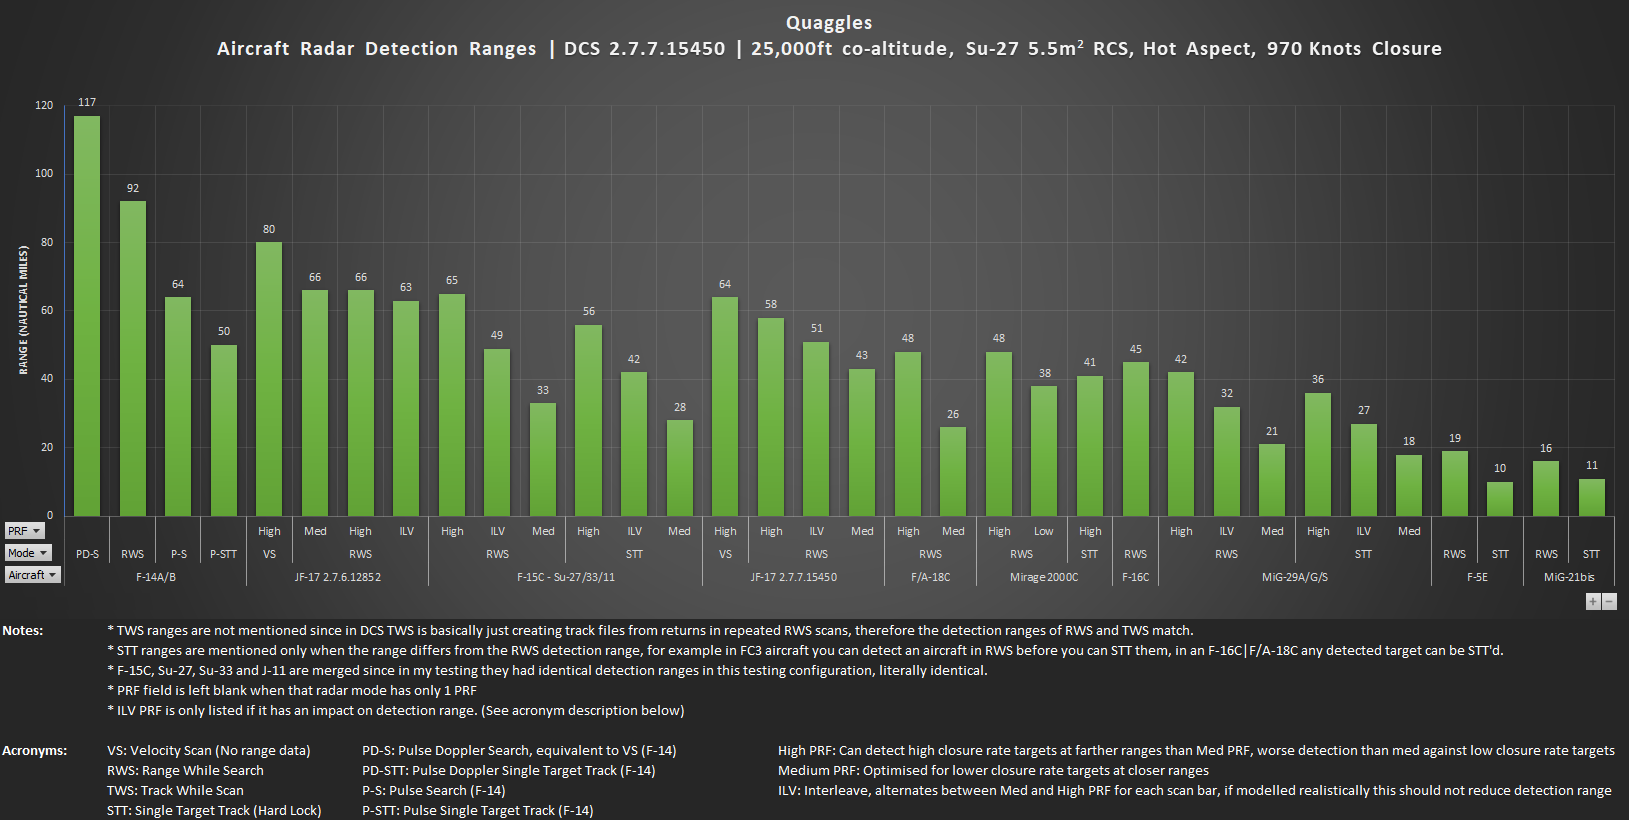 Quaggles
Aircraft Radar Detection Ranges | DCS 2.7.7.15450 | 25,000ft co-altitude, Su-27 5.5m² RCS, Hot Aspect, 970 Knots Closure
RANGE (NAUTICAL MILES)
120
100
80
60
40
20
0
117 92 64 50 80 66 66 63 65 49 33 56 42 28 64 58 51 43 48 26 48 38 41 45 42 32 21 36 27 18 19 10 16 11
PRF High Med High ILV High ILV Med High ILV Med High High ILV Med High Med High Low High High ILV Med High ILV Med
Mode PD-S RWS P-S P-STT VS RWS RWS STT VS RWS RWS RWS STT RWS RWS STT RWS STT RWS STT
Aircraft F-14A/B JF-17 2.7.6.12852 F-15C - Su-27/33/11 JF-17 2.7.7.15450 F/A-18C Mirage 2000C F-16C MiG-29A/G/S F-5E MiG-21bis
+ −
Notes: * TWS ranges are not mentioned since in DCS TWS is basically just creating track files from returns in repeated RWS scans, therefore the detection ranges of RWS and TWS match.
* STT ranges are mentioned only when the range differs from the RWS detection range, for example in FC3 aircraft you can detect an aircraft in RWS before you can STT them, in an F-16C|F/A-18C any detected target can be STT'd.
* F-15C, Su-27, Su-33 and J-11 are merged since in my testing they had identical detection ranges in this testing configuration, literally identical.
* PRF field is left blank when that radar mode has only 1 PRF
* ILV PRF is only listed if it has an impact on detection range. (See acronym description below)
Acronyms: VS: Velocity Scan (No range data) PD-S: Pulse Doppler Search, equivalent to VS (F-14) High PRF: Can detect high closure rate targets at farther ranges than Med PRF, worse detection than med against low closure rate targets
RWS: Range While Search PD-STT: Pulse Doppler Single Target Track (F-14) Medium PRF: Optimised for lower closure rate targets at closer ranges
TWS: Track While Scan P-S: Pulse Search (F-14) ILV: Interleave, alternates between Med and High PRF for each scan bar, if modelled realistically this should not reduce detection range
STT: Single Target Track (Hard Lock) P-STT: Pulse Single Target Track (F-14)